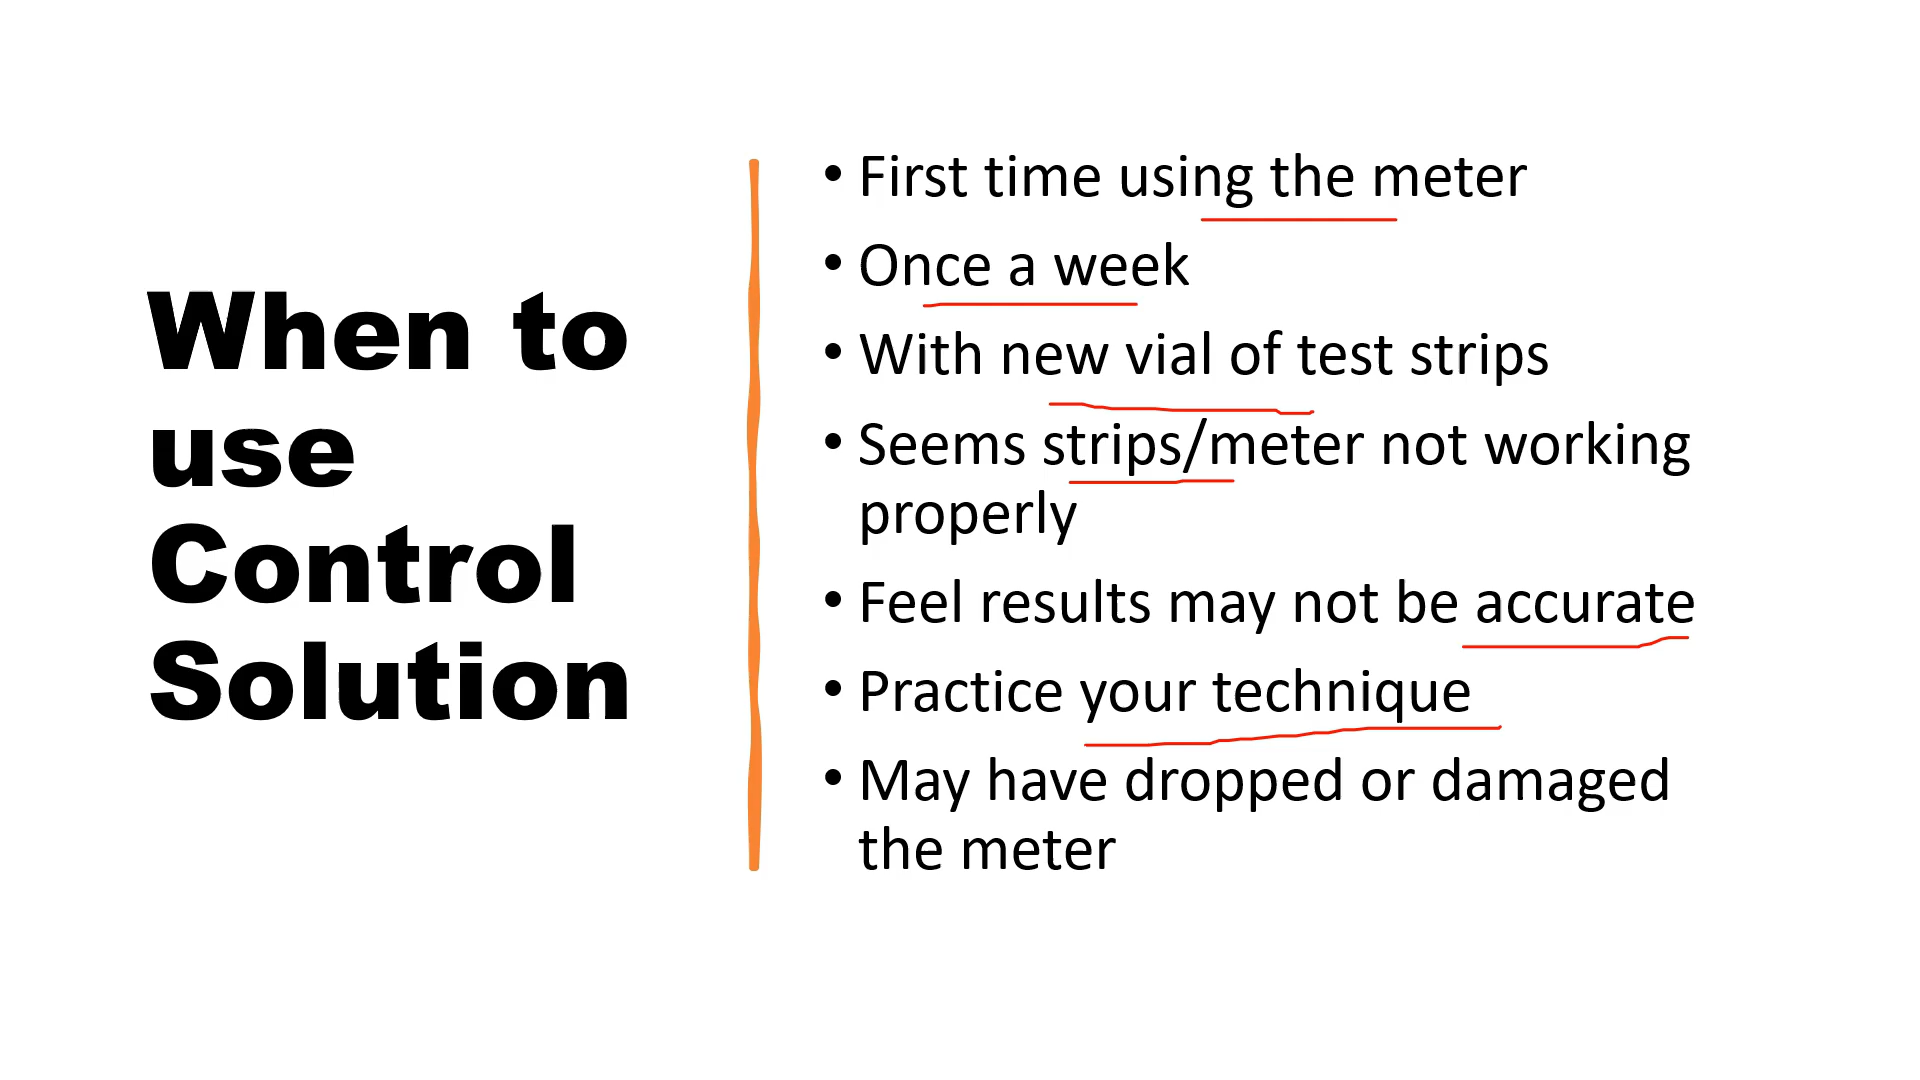 When to
use
Control
Solution
• First time using the meter
• Once a week
• With new vial of test strips
• Seems strips/meter not working
properly
• Feel results may not be accurate
• Practice your technique
• May have dropped or damaged
the meter